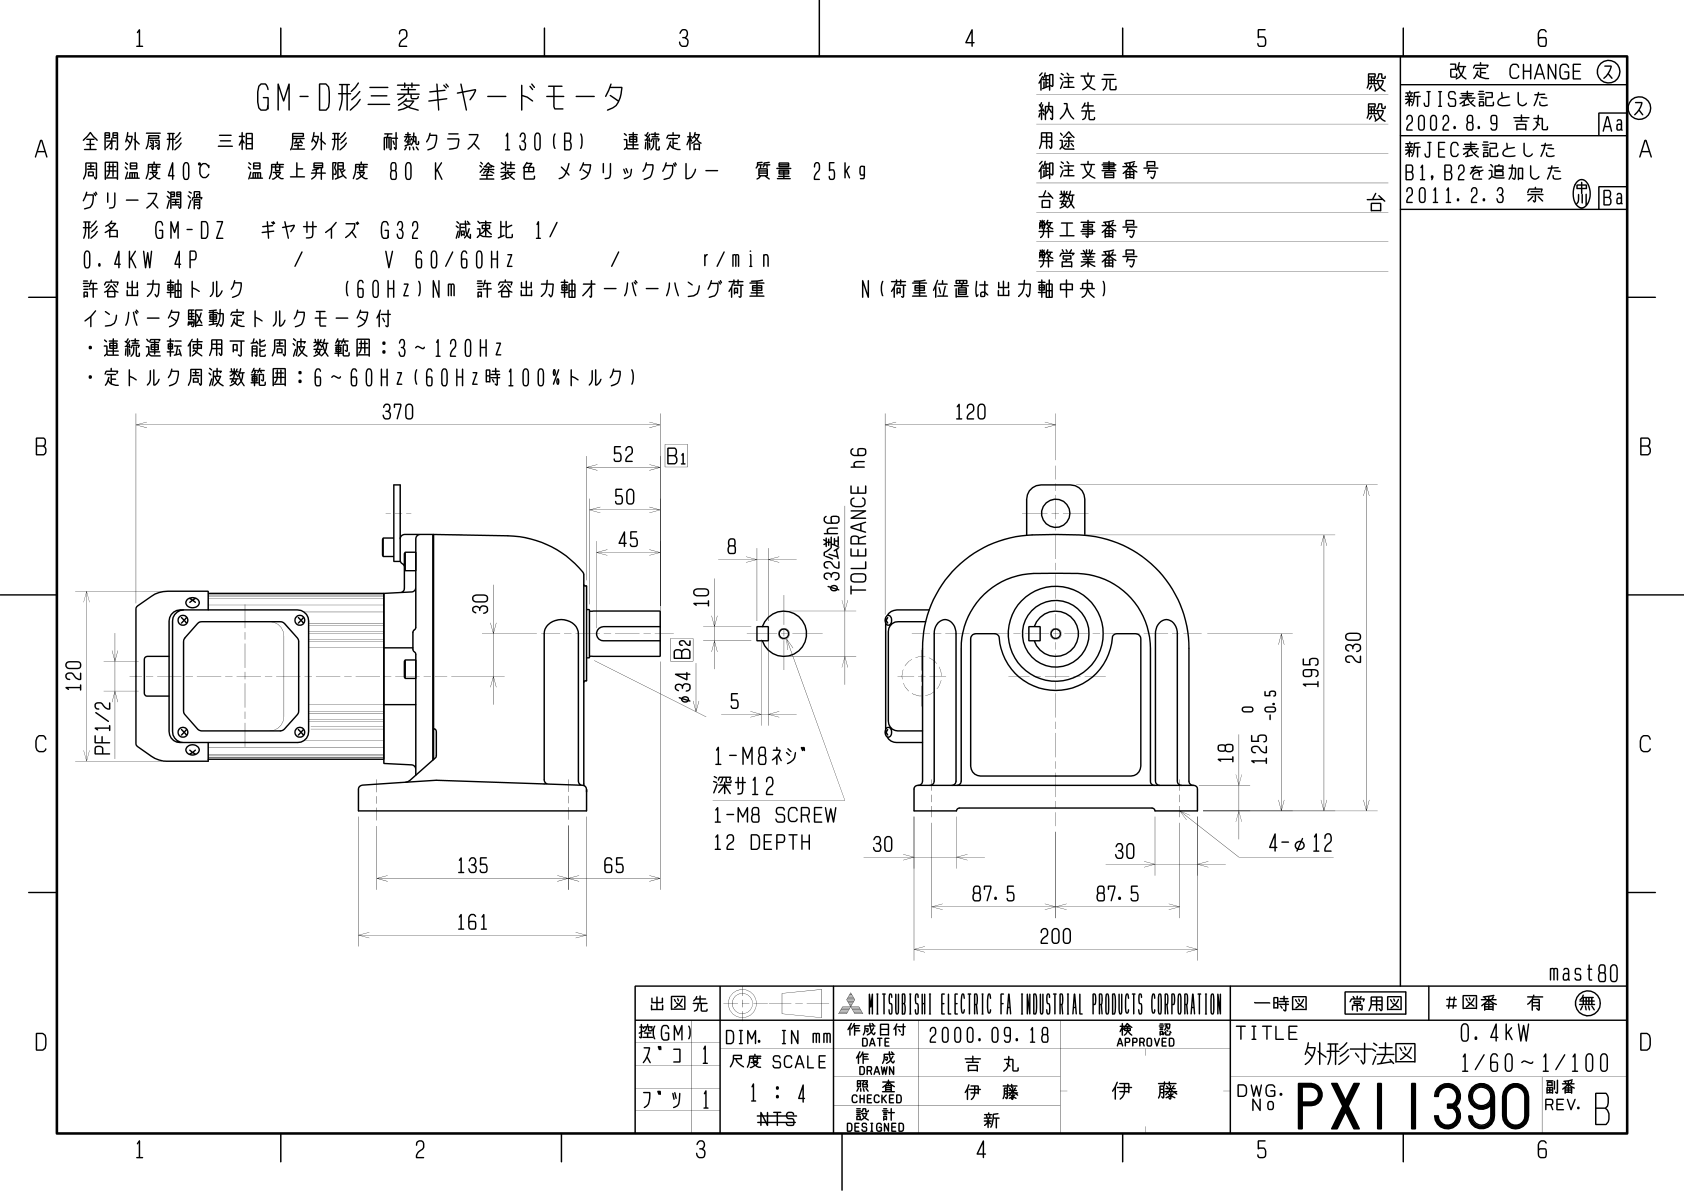 1 2 3 4 5 6
GM-D形三菱ギヤードモータ
全閉外扇形 三相 屋外形 耐熱クラス 130(B) 連続定格
周囲温度40℃ 温度上昇限度 80 K 塗装色 メタリックグレー 質量 25kg
グリース潤滑
形名 GM-DZ ギヤサイズ G32 減速比 1/
0.4KW 4P / V 60/60Hz / r/min
許容出力軸トルク (60Hz)Nm 許容出力軸オーバーハング荷重 N(荷重位置は出力軸中央)
インバータ駆動定トルクモータ付
・連続運転使用可能周波数範囲：3~120Hz
・定トルク周波数範囲：6~60Hz(60Hz時100%トルク)
御注文元 殿
納入先 殿
用途
御注文書番号
台数 台
弊工事番号
弊営業番号
改定 CHANGE ス
新JIS表記とした
2002.8.9 吉丸 Aa
ス
新JEC表記とした
B1,B2を追加した
2011.2.3 宗 Ba
A
B
C
D
A
B
C
D
370
52 B1
50
45
30
120
PF1/2
135
65
161
8
10
5
φ34 B2
φ32公差h6
TOLERANCE h6
1-M8ネジ
深サ12
1-M8 SCREW
12 DEPTH
120
230
195
125 0 -0.5
18
30
30
4-φ12
87.5
87.5
200
mast80
出図先
控(GM)
スﾞコ 1
フﾞツ 1
DIM. IN mm
尺度 SCALE
1 : 4
NTS
MITSUBISHI ELECTRIC FA INDUSTRIAL PRODUCTS CORPORATION
作成日付 DATE 2000.09.18
作成 DRAWN 吉丸
照査 CHECKED 伊藤
設計 DESIGNED 新
検認 APPROVED
伊藤
一時図 常用図 #図番 有 無
TITLE
外形寸法図
0.4kW
1/60~1/100
DWG. No PX11390
副番 REV. B
1 2 3 4 5 6